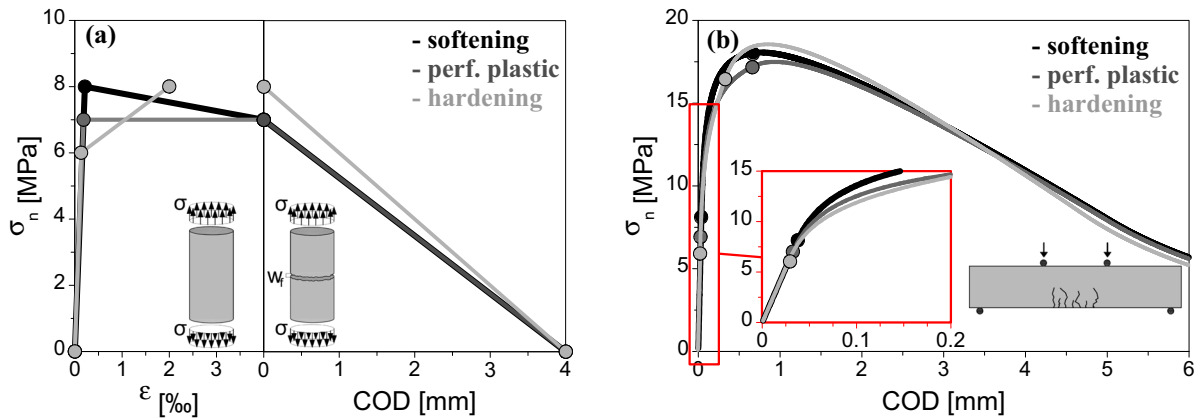 (a)
- softening
- perf. plastic
- hardening
σn [MPa]
10
8
6
4
2
0
σ
σ
σ
wf
σ
0 1 2 3 0 1 2 3 4
ε [‰]
COD [mm]
(b)
- softening
- perf. plastic
- hardening
σn [MPa]
20
15
10
5
0
15
10
5
0
0 0.1 0.2
0 1 2 3 4 5 6
COD [mm]